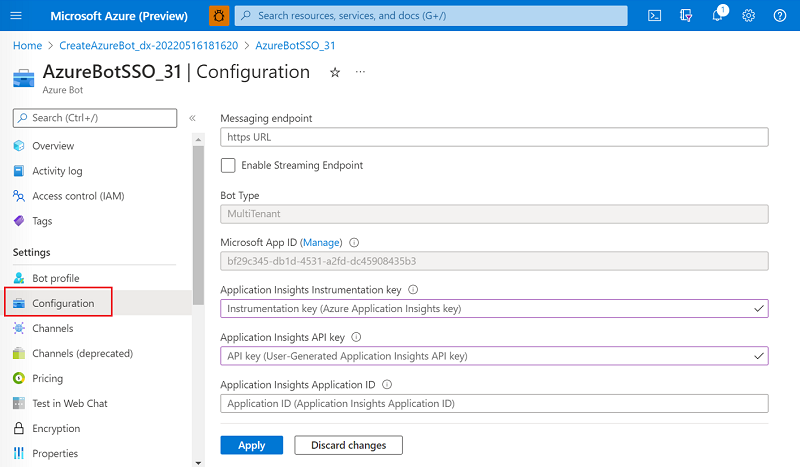 Microsoft Azure (Preview)
Search resources, services, and docs (G+/)
1
Home > CreateAzureBot_dx-20220516181620 > AzureBotSSO_31
AzureBotSSO_31 | Configuration
Azure Bot
Search (Ctrl+/)
Overview
Activity log
Access control (IAM)
Tags
Settings
Bot profile
Configuration
Channels
Channels (deprecated)
Pricing
Test in Web Chat
Encryption
Properties
Messaging endpoint
https URL
Enable Streaming Endpoint
Bot Type
MultiTenant
Microsoft App ID (Manage)
bf29c345-db1d-4531-a2fd-dc45908435b3
Application Insights Instrumentation key
Instrumentation key (Azure Application Insights key)
Application Insights API key
API key (User-Generated Application Insights API key)
Application Insights Application ID
Application ID (Application Insights Application ID)
Apply
Discard changes